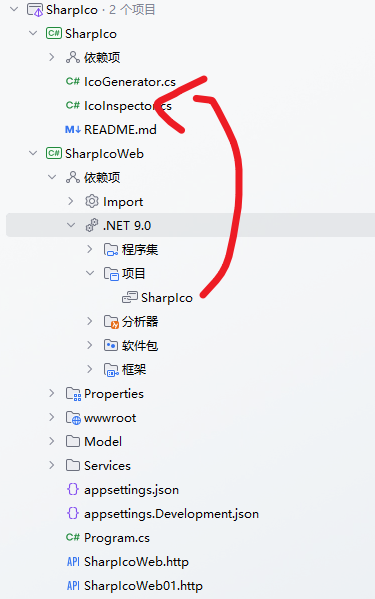 SharpIco · 2 个项目
C# SharpIco
依赖项
C# IcoGenerator.cs
C# IcoInspector.cs
M↓ README.md
C# SharpIcoWeb
依赖项
Import
.NET 9.0
程序集
项目
SharpIco
分析器
软件包
框架
Properties
wwwroot
Model
Services
{} appsettings.json
{} appsettings.Development.json
C# Program.cs
API SharpIcoWeb.http
API SharpIcoWeb01.http